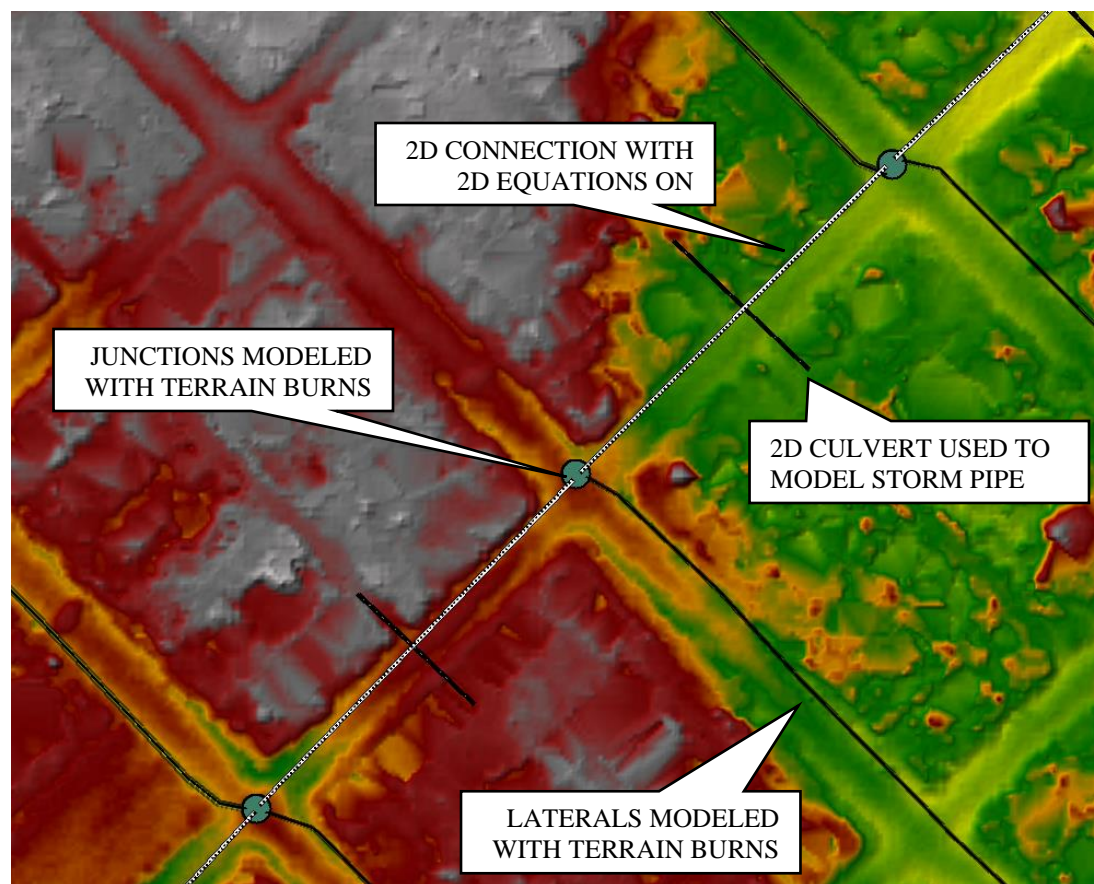 2D CONNECTION WITH
2D EQUATIONS ON
JUNCTIONS MODELED
WITH TERRAIN BURNS
2D CULVERT USED TO
MODEL STORM PIPE
LATERALS MODELED
WITH TERRAIN BURNS